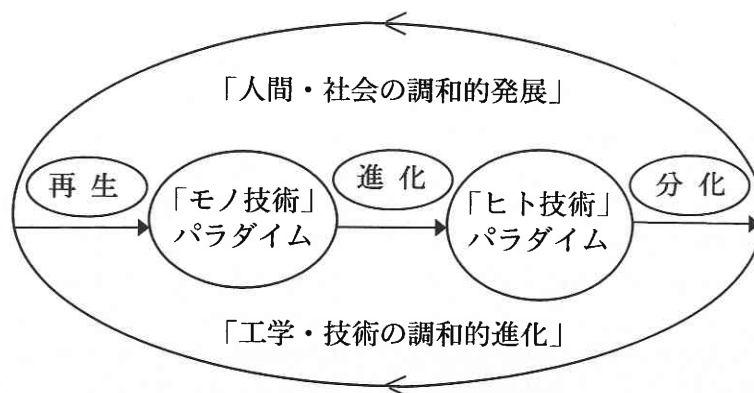 「人間・社会の調和的発展」
再生
「モノ技術」
パラダイム
進化
「ヒト技術」
パラダイム
分化
「工学・技術の調和的進化」